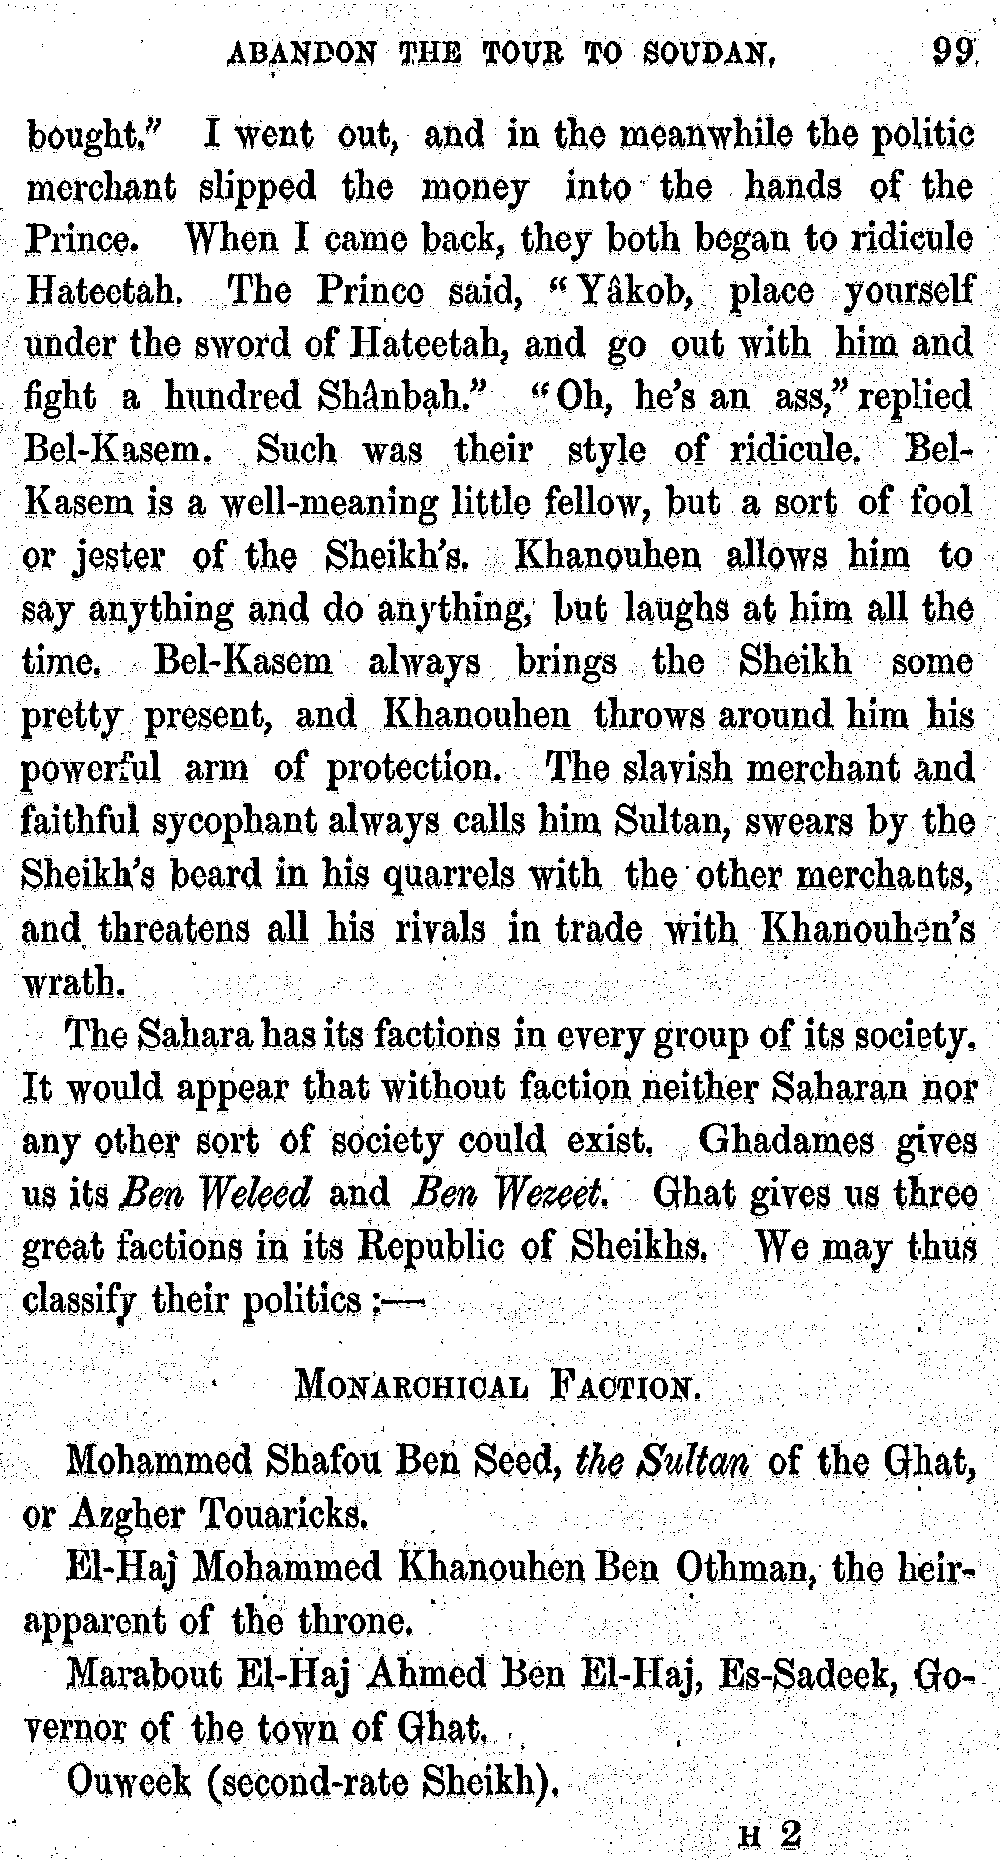 ABANDON THE TOUR TO SOUDAN. 99
bought." I went out, and in the meanwhile the politic
merchant slipped the money into the hands of the
Prince. When I came back, they both began to ridicule
Hateetah. The Prince said, "Yâkob, place yourself
under the sword of Hateetah, and go out with him and
fight a hundred Shânbah." "Oh, he's an ass," replied
Bel-Kasem. Such was their style of ridicule. Bel-
Kasem is a well-meaning little fellow, but a sort of fool
or jester of the Sheikh's. Khanouhen allows him to
say anything and do anything, but laughs at him all the
time. Bel-Kasem always brings the Sheikh some
pretty present, and Khanouhen throws around him his
powerful arm of protection. The slavish merchant and
faithful sycophant always calls him Sultan, swears by the
Sheikh's beard in his quarrels with the other merchants,
and threatens all his rivals in trade with Khanouhen's
wrath.
The Sahara has its factions in every group of its society.
It would appear that without faction neither Saharan nor
any other sort of society could exist. Ghadames gives
us its Ben Weleed and Ben Wezeet. Ghat gives us three
great factions in its Republic of Sheikhs. We may thus
classify their politics :—
MONARCHICAL FACTION.
Mohammed Shafou Ben Seed, the Sultan of the Ghat,
or Azgher Touaricks.
El-Haj Mohammed Khanouhen Ben Othman, the heir-
apparent of the throne.
Marabout El-Haj Ahmed Ben El-Haj, Es-Sadeek, Go-
vernor of the town of Ghat.
Ouweek (second-rate Sheikh).
H 2